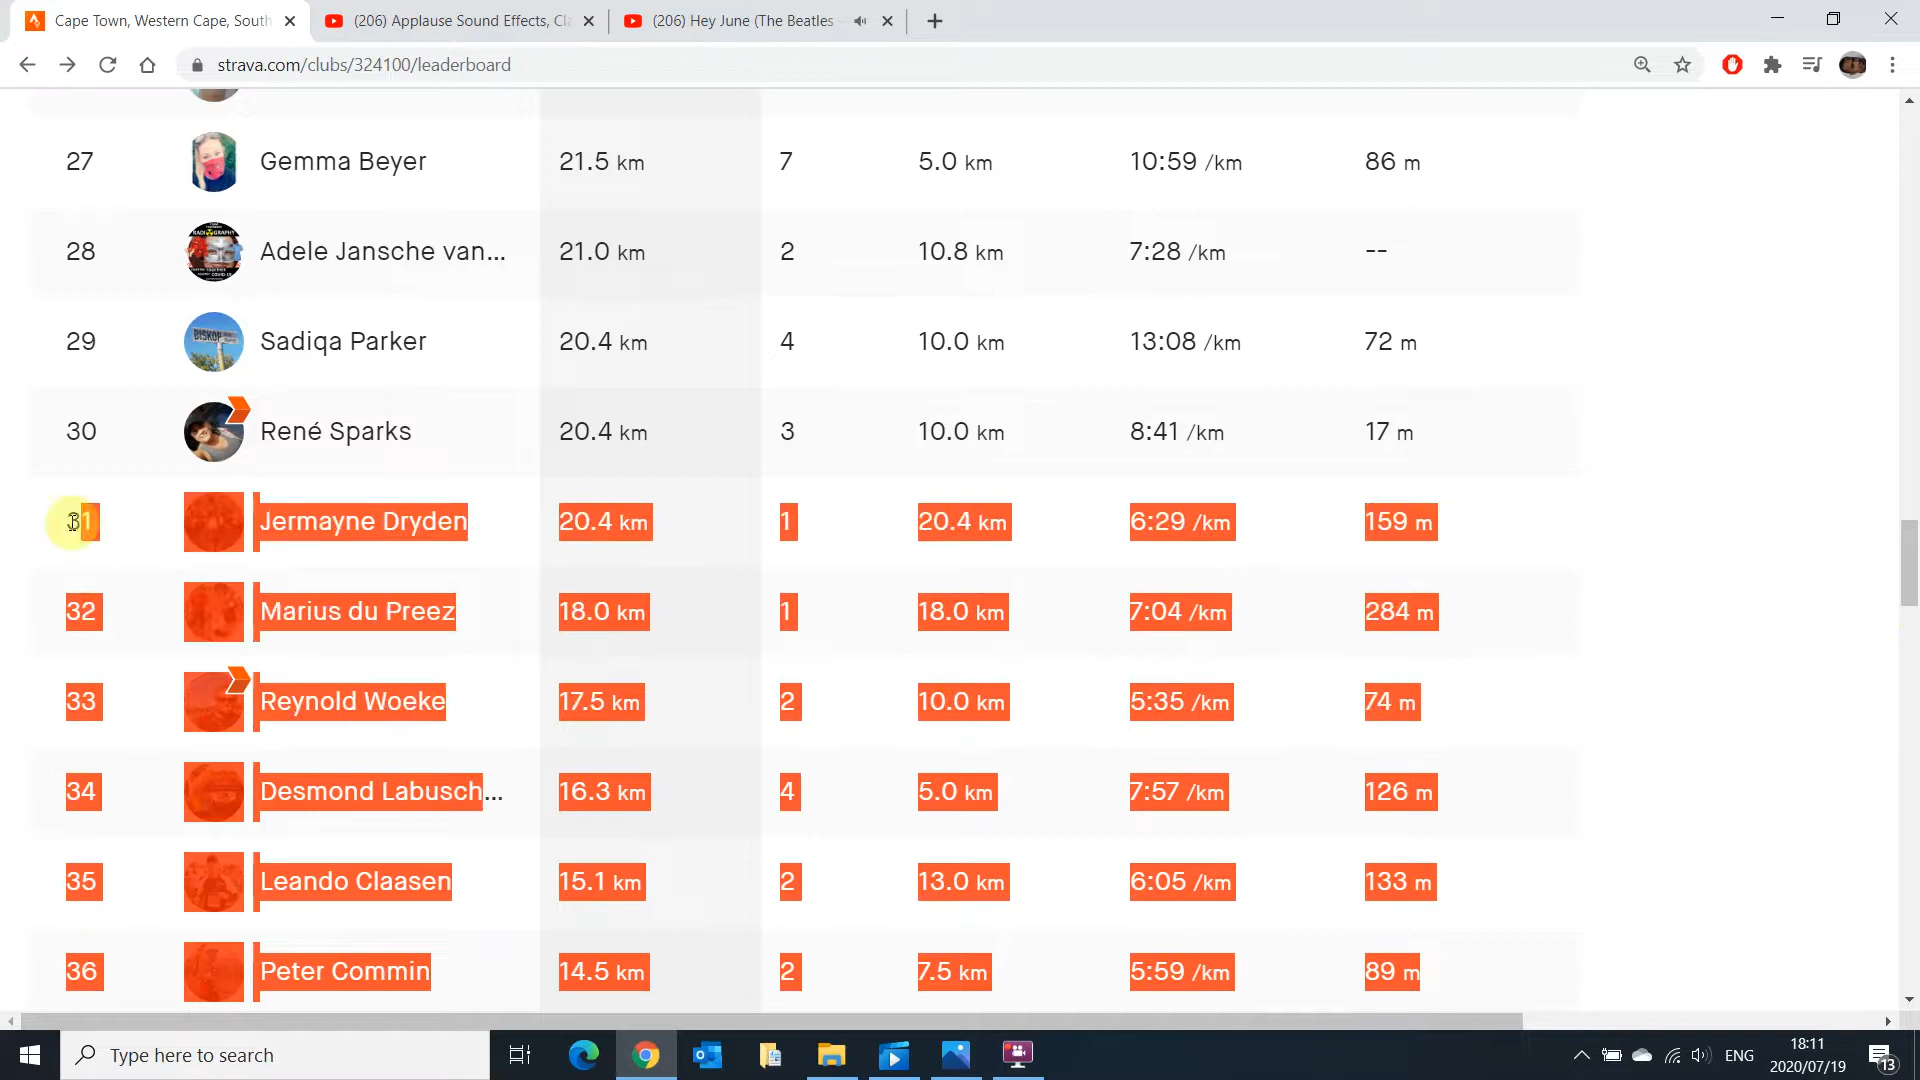 Cape Town, Western Cape, South
(206) Applause Sound Effects, Cl
(206) Hey June (The Beatles
strava.com/clubs/324100/leaderboard
27 Gemma Beyer 21.5 km 7 5.0 km 10:59 /km 86 m
RADIOGRAPHY
28 Adele Jansche van... 21.0 km 2 10.8 km 7:28 /km --
BISKOP
29 Sadiqa Parker 20.4 km 4 10.0 km 13:08 /km 72 m
30 René Sparks 20.4 km 3 10.0 km 8:41 /km 17 m
31 Jermayne Dryden 20.4 km 1 20.4 km 6:29 /km 159 m
32 Marius du Preez 18.0 km 1 18.0 km 7:04 /km 284 m
33 Reynold Woeke 17.5 km 2 10.0 km 5:35 /km 74 m
34 Desmond Labusch... 16.3 km 4 5.0 km 7:57 /km 126 m
35 Leando Claasen 15.1 km 2 13.0 km 6:05 /km 133 m
36 Peter Commin 14.5 km 2 7.5 km 5:59 /km 89 m
Type here to search
ENG
18:11
2020/07/19
13